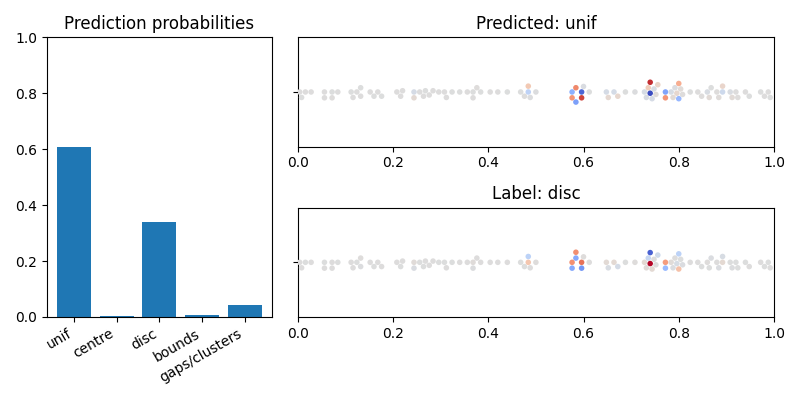 Prediction probabilities
1.0
0.8
0.6
0.4
0.2
0.0
unif
centre
disc
bounds
gaps/clusters
Predicted: unif
0.0 0.2 0.4 0.6 0.8 1.0
Label: disc
0.0 0.2 0.4 0.6 0.8 1.0